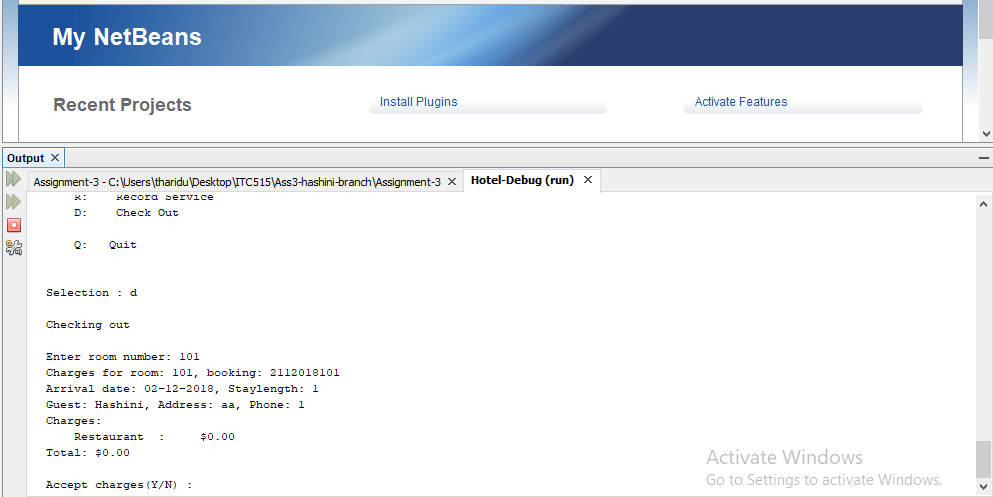 My NetBeans
Recent Projects
Install Plugins
Activate Features
Output
Assignment-3 - C:\Users\tharidu\Desktop\ITC515\Ass3-hashini-branch\Assignment-3
Hotel-Debug (run)
R: Record Service
D: Check Out
Q: Quit
Selection : d
Checking out
Enter room number: 101
Charges for room: 101, booking: 2112018101
Arrival date: 02-12-2018, Staylength: 1
Guest: Hashini, Address: aa, Phone: 1
Charges:
Restaurant : $0.00
Total: $0.00
Accept charges(Y/N) :
Activate Windows
Go to Settings to activate Windows.